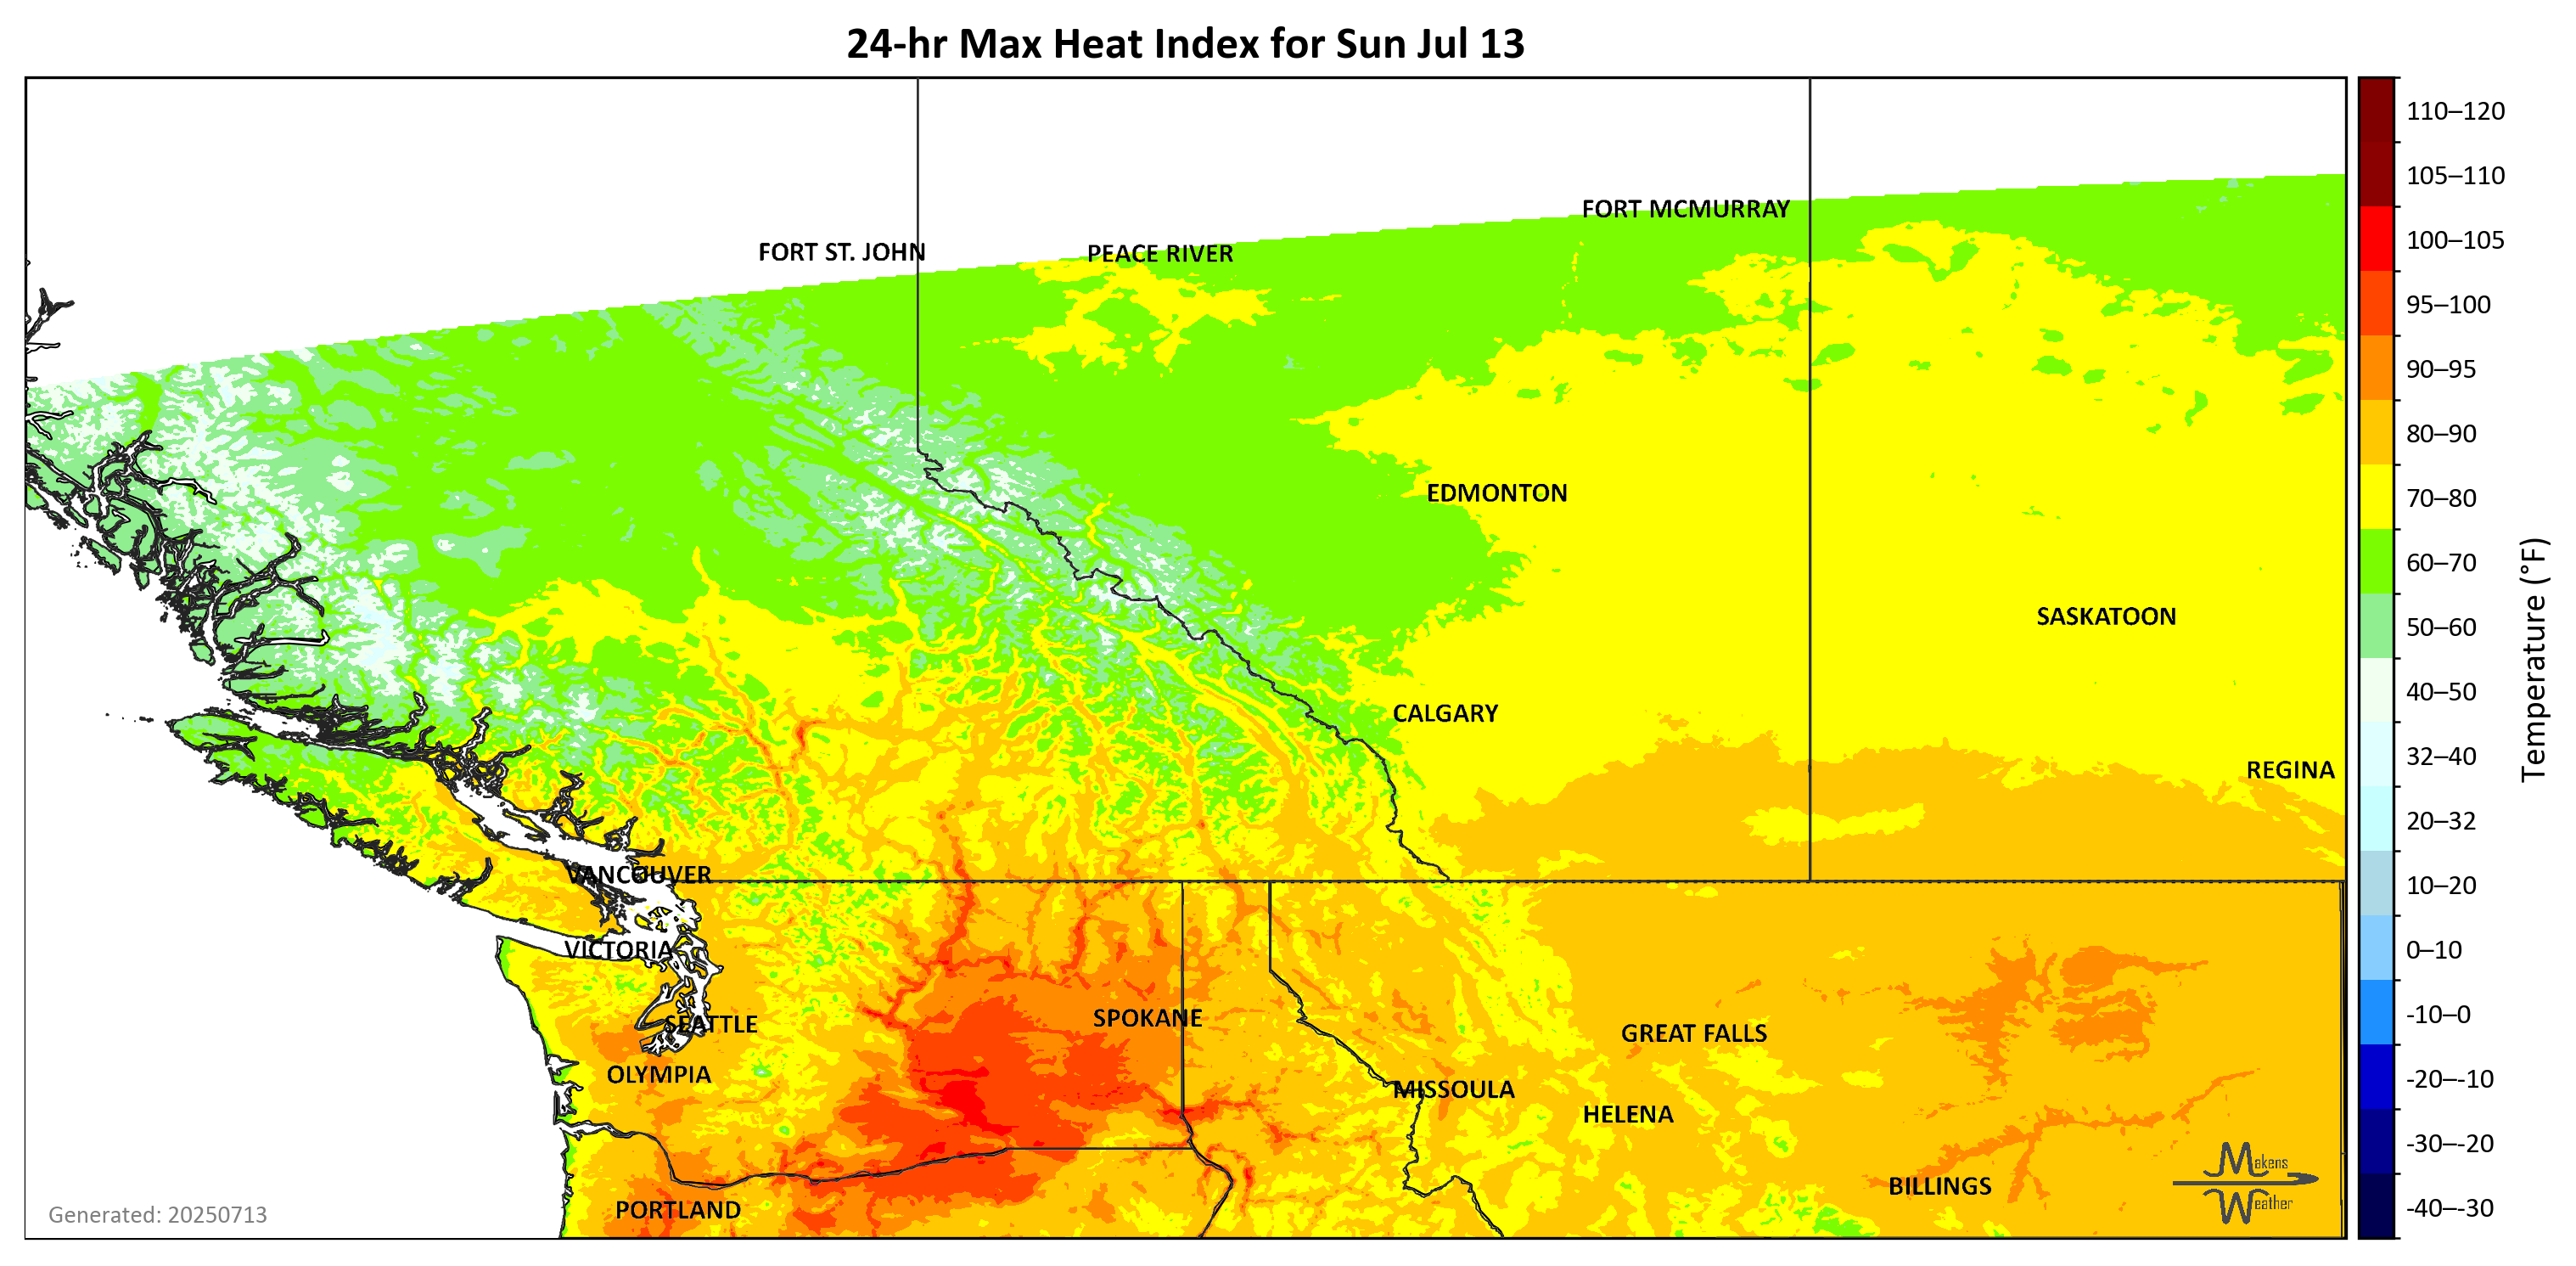 24-hr Max Heat Index for Sun Jul 13
110–120
105–110
FORT MCMURRAY
100–105
FORT ST. JOHN
PEACE RIVER
95–100
90–95
80–90
EDMONTON
70–80
60–70
SASKATOON
50–60
40–50
CALGARY
32–40
REGINA
Temperature (°F)
20–32
VANCOUVER
10–20
VICTORIA
0–10
SEATTLE
SPOKANE
-10–0
GREAT FALLS
OLYMPIA
MISSOULA
-20–-10
HELENA
-30–-20
Makens
Weather
BILLINGS
PORTLAND
-40–-30
Generated: 20250713